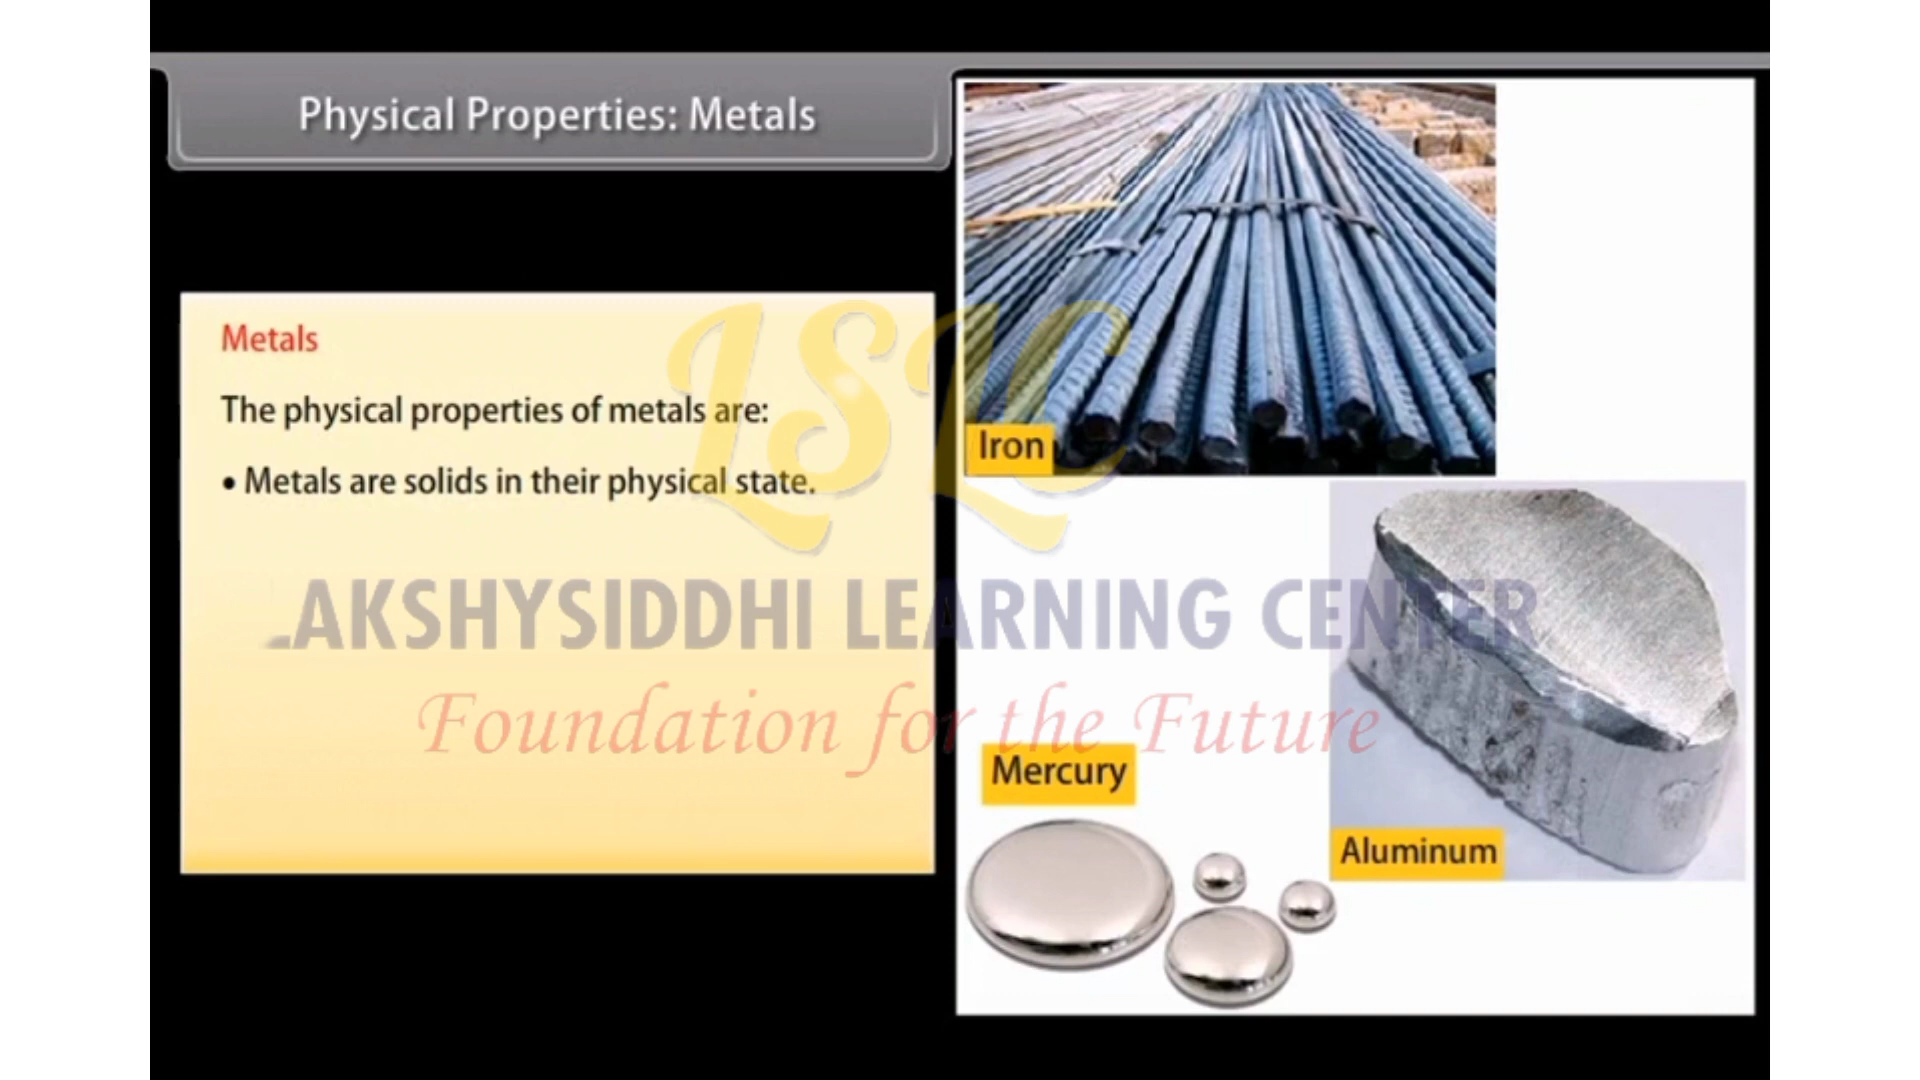 Physical Properties: Metals
Metals
The physical properties of metals are:
• Metals are solids in their physical state.
Iron
Mercury
Aluminum
LSLC
LAKSHYSIDDHI LEARNING CENTER
Foundation for the Future